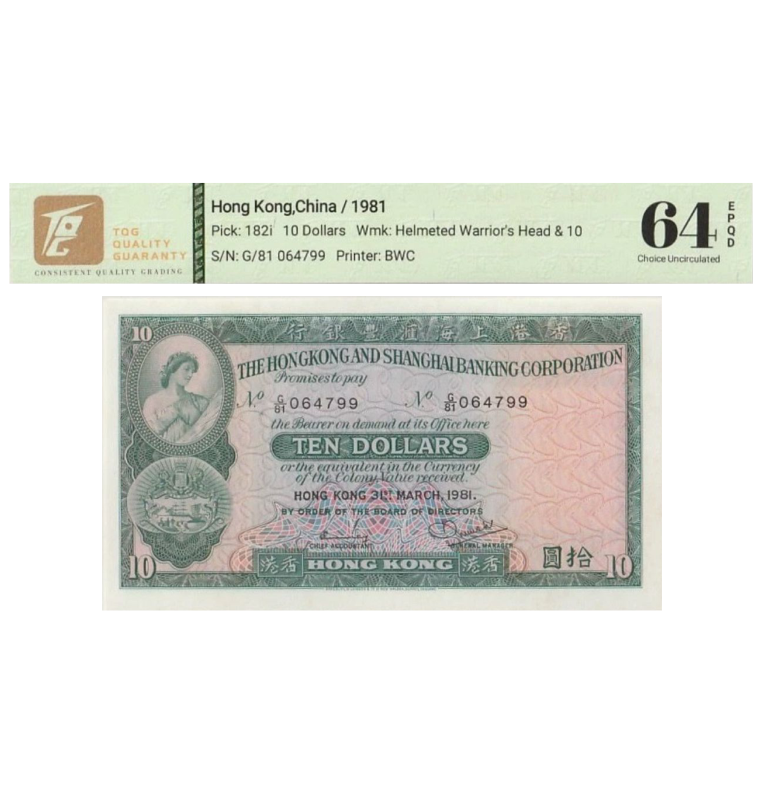 TQG
QUALITY
GUARANTY
CONSISTENT QUALITY GRADING
Hong Kong,China / 1981
Pick: 182i 10 Dollars Wmk: Helmeted Warrior's Head & 10
S/N: G/81 064799 Printer: BWC
64
EPQD
Choice Uncirculated
10
行銀豐滙海上港香
THE HONGKONG AND SHANGHAI BANKING CORPORATION
Promises to pay
No G/81 064799 No G/81 064799
the Bearer on demand at its Office here
TEN DOLLARS
or the equivalent in the Currency
of the Colony Value received.
HONG KONG 31ST MARCH, 1981.
BY ORDER OF THE BOARD OF DIRECTORS
CHIEF ACCOUNTANT GENERAL MANAGER
圓拾
10 港香 HONG KONG 港香 10